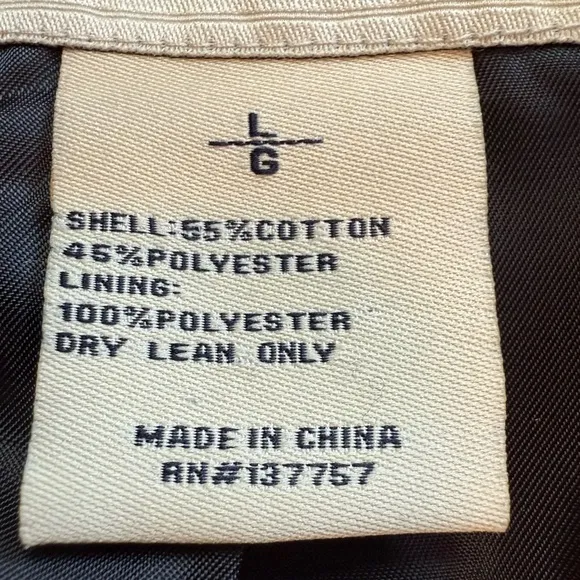 L
G
SHELL:55%COTTON
45%POLYESTER
LINING:
100%POLYESTER
DRY LEAN ONLY
MADE IN CHINA
RN#137757